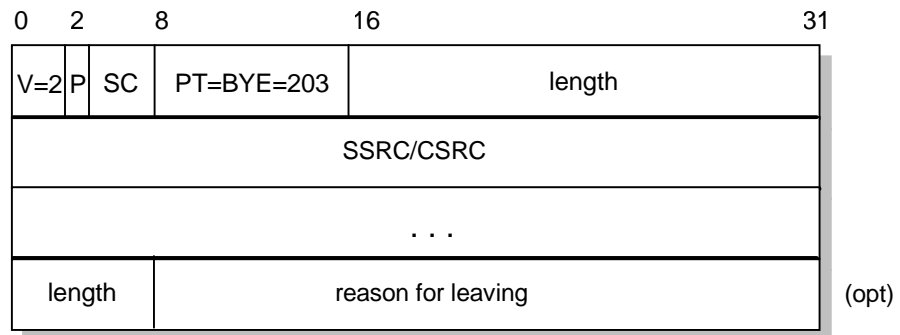 0 2 8 16 31
V=2 P SC PT=BYE=203 length
SSRC/CSRC
. . .
length reason for leaving (opt)